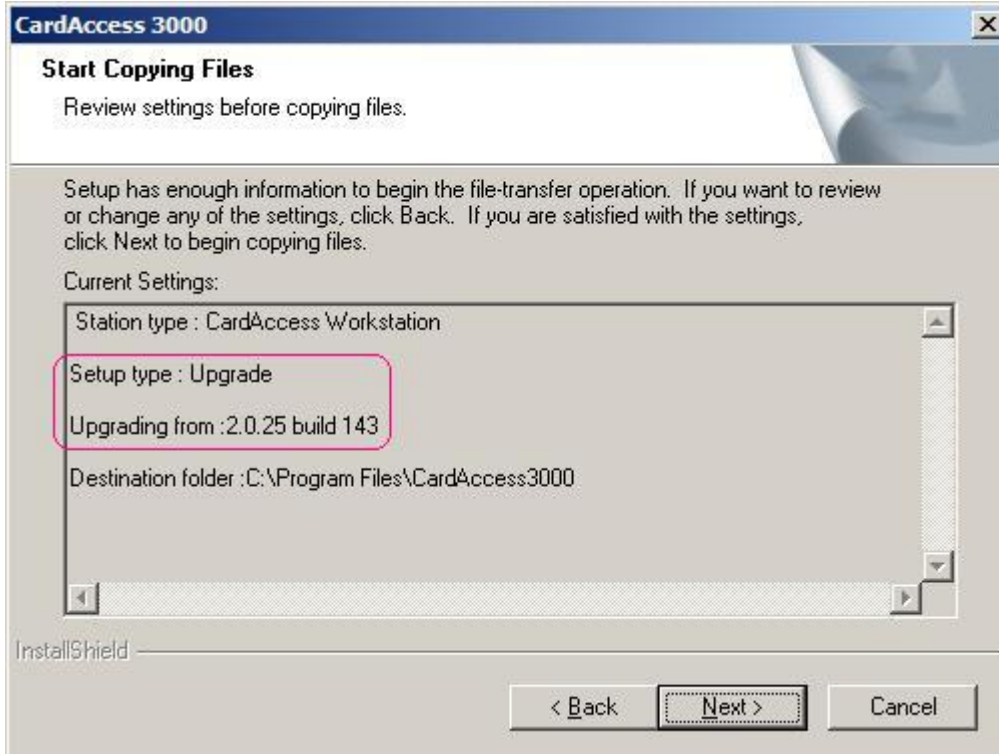 CardAccess 3000
Start Copying Files
Review settings before copying files.
Setup has enough information to begin the file-transfer operation.  If you want to review
or change any of the settings, click Back.  If you are satisfied with the settings,
click Next to begin copying files.
Current Settings:
Station type : CardAccess Workstation
Setup type : Upgrade
Upgrading from :2.0.25 build 143
Destination folder :C:\Program Files\CardAccess3000
InstallShield
< Back
Next >
Cancel